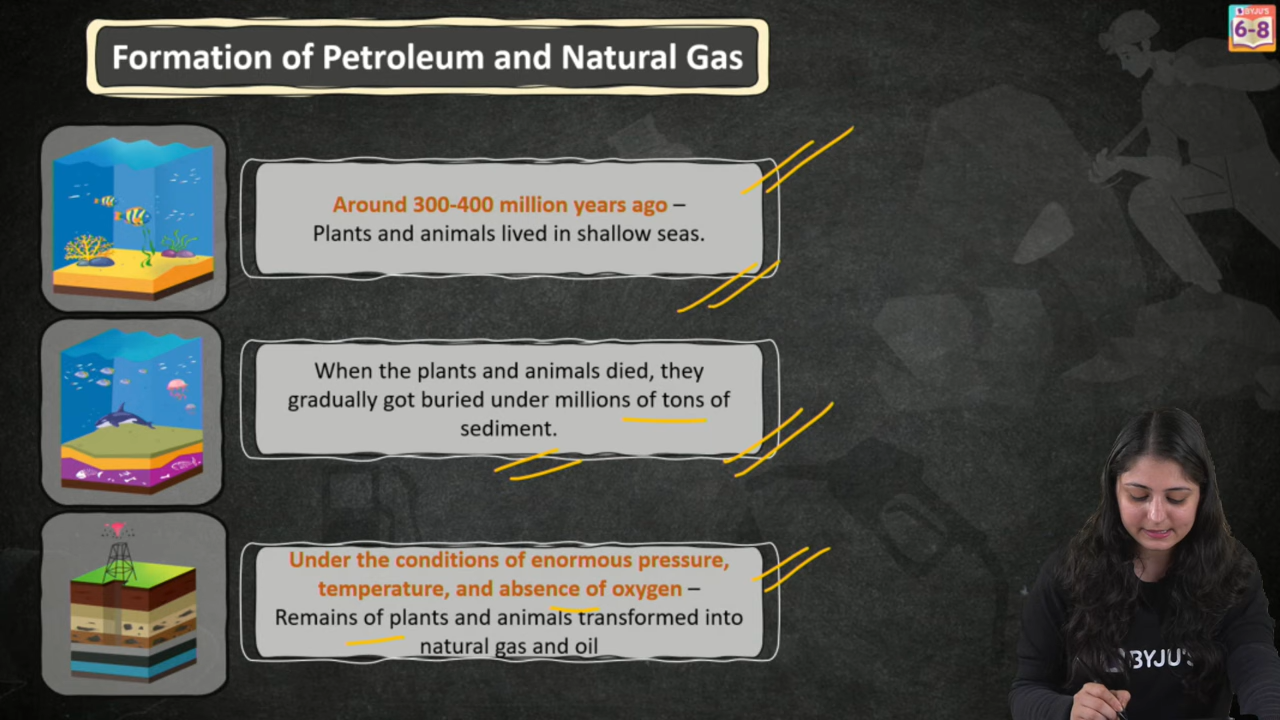 Formation of Petroleum and Natural Gas
BYJU'S
6-8
Around 300-400 million years ago –
Plants and animals lived in shallow seas.
When the plants and animals died, they
gradually got buried under millions of tons of
sediment.
Under the conditions of enormous pressure,
temperature, and absence of oxygen –
Remains of plants and animals transformed into
natural gas and oil
BYJU'S